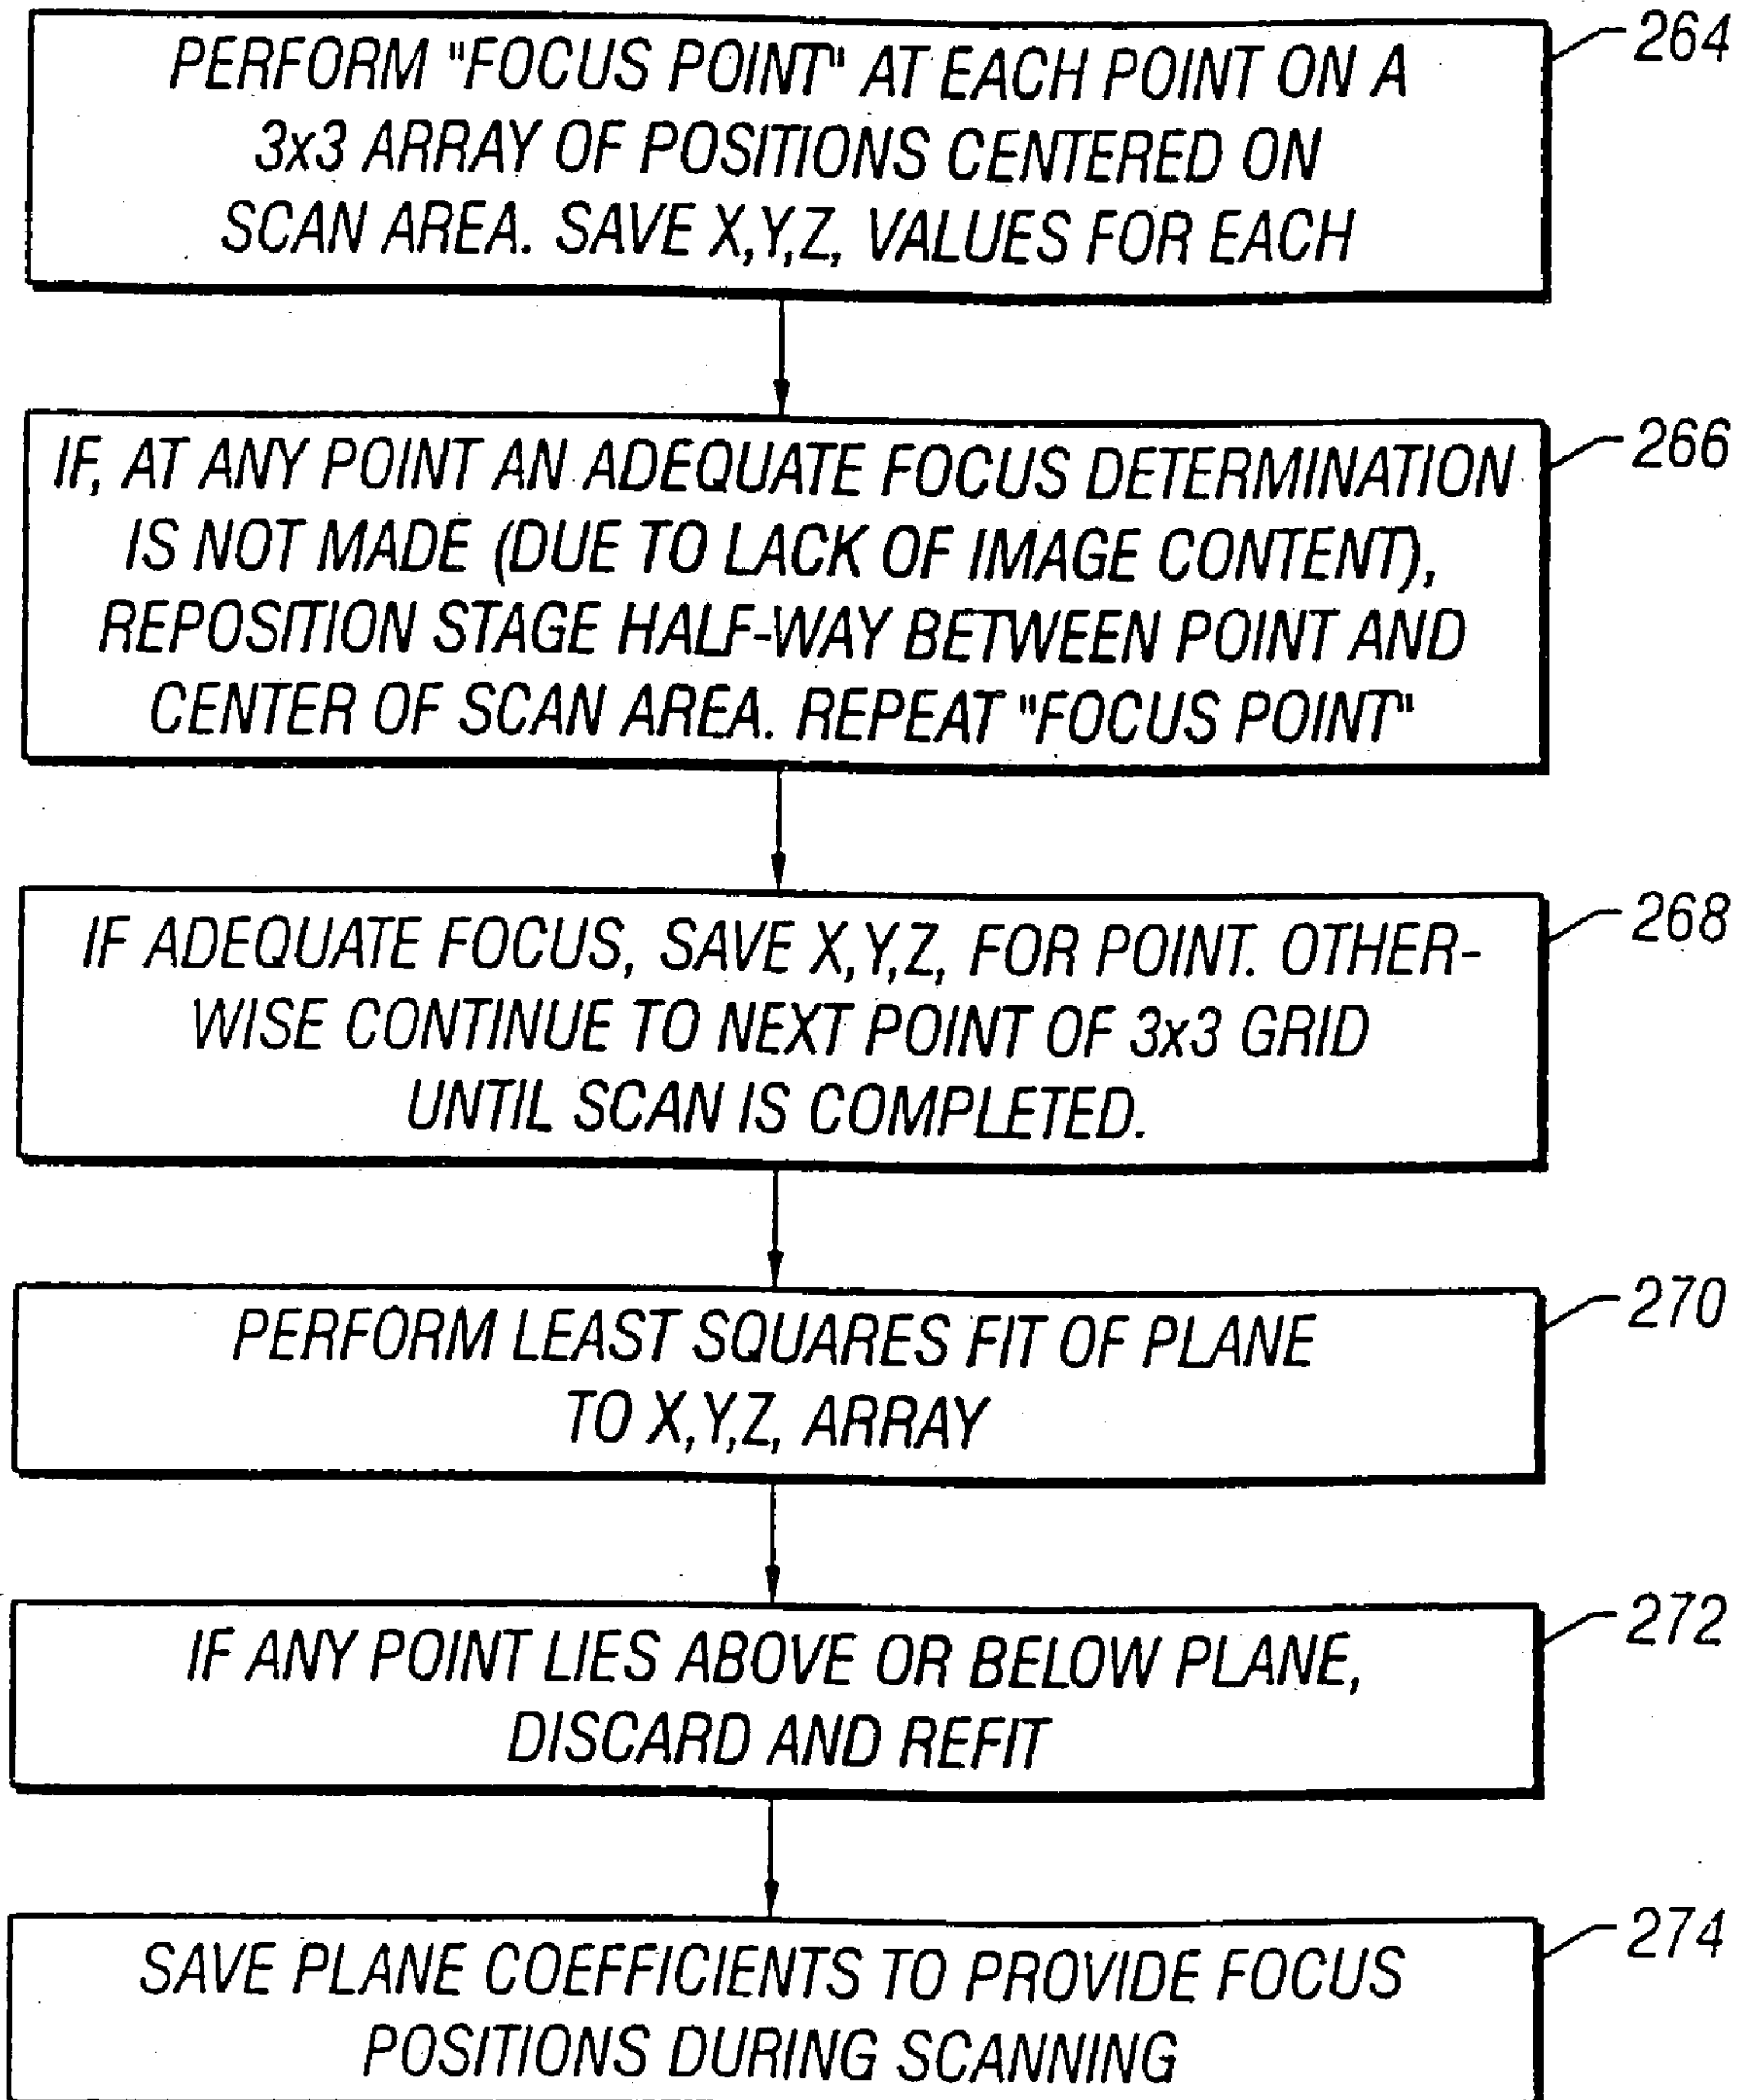 PERFORM "FOCUS POINT" AT EACH POINT ON A
3x3 ARRAY OF POSITIONS CENTERED ON
SCAN AREA. SAVE X,Y,Z, VALUES FOR EACH
264
IF, AT ANY POINT AN ADEQUATE FOCUS DETERMINATION
IS NOT MADE (DUE TO LACK OF IMAGE CONTENT),
REPOSITION STAGE HALF-WAY BETWEEN POINT AND
CENTER OF SCAN AREA. REPEAT "FOCUS POINT"
266
IF ADEQUATE FOCUS, SAVE X,Y,Z, FOR POINT. OTHER-
WISE CONTINUE TO NEXT POINT OF 3x3 GRID
UNTIL SCAN IS COMPLETED.
268
PERFORM LEAST SQUARES FIT OF PLANE
TO X,Y,Z, ARRAY
270
IF ANY POINT LIES ABOVE OR BELOW PLANE,
DISCARD AND REFIT
272
SAVE PLANE COEFFICIENTS TO PROVIDE FOCUS
POSITIONS DURING SCANNING
274